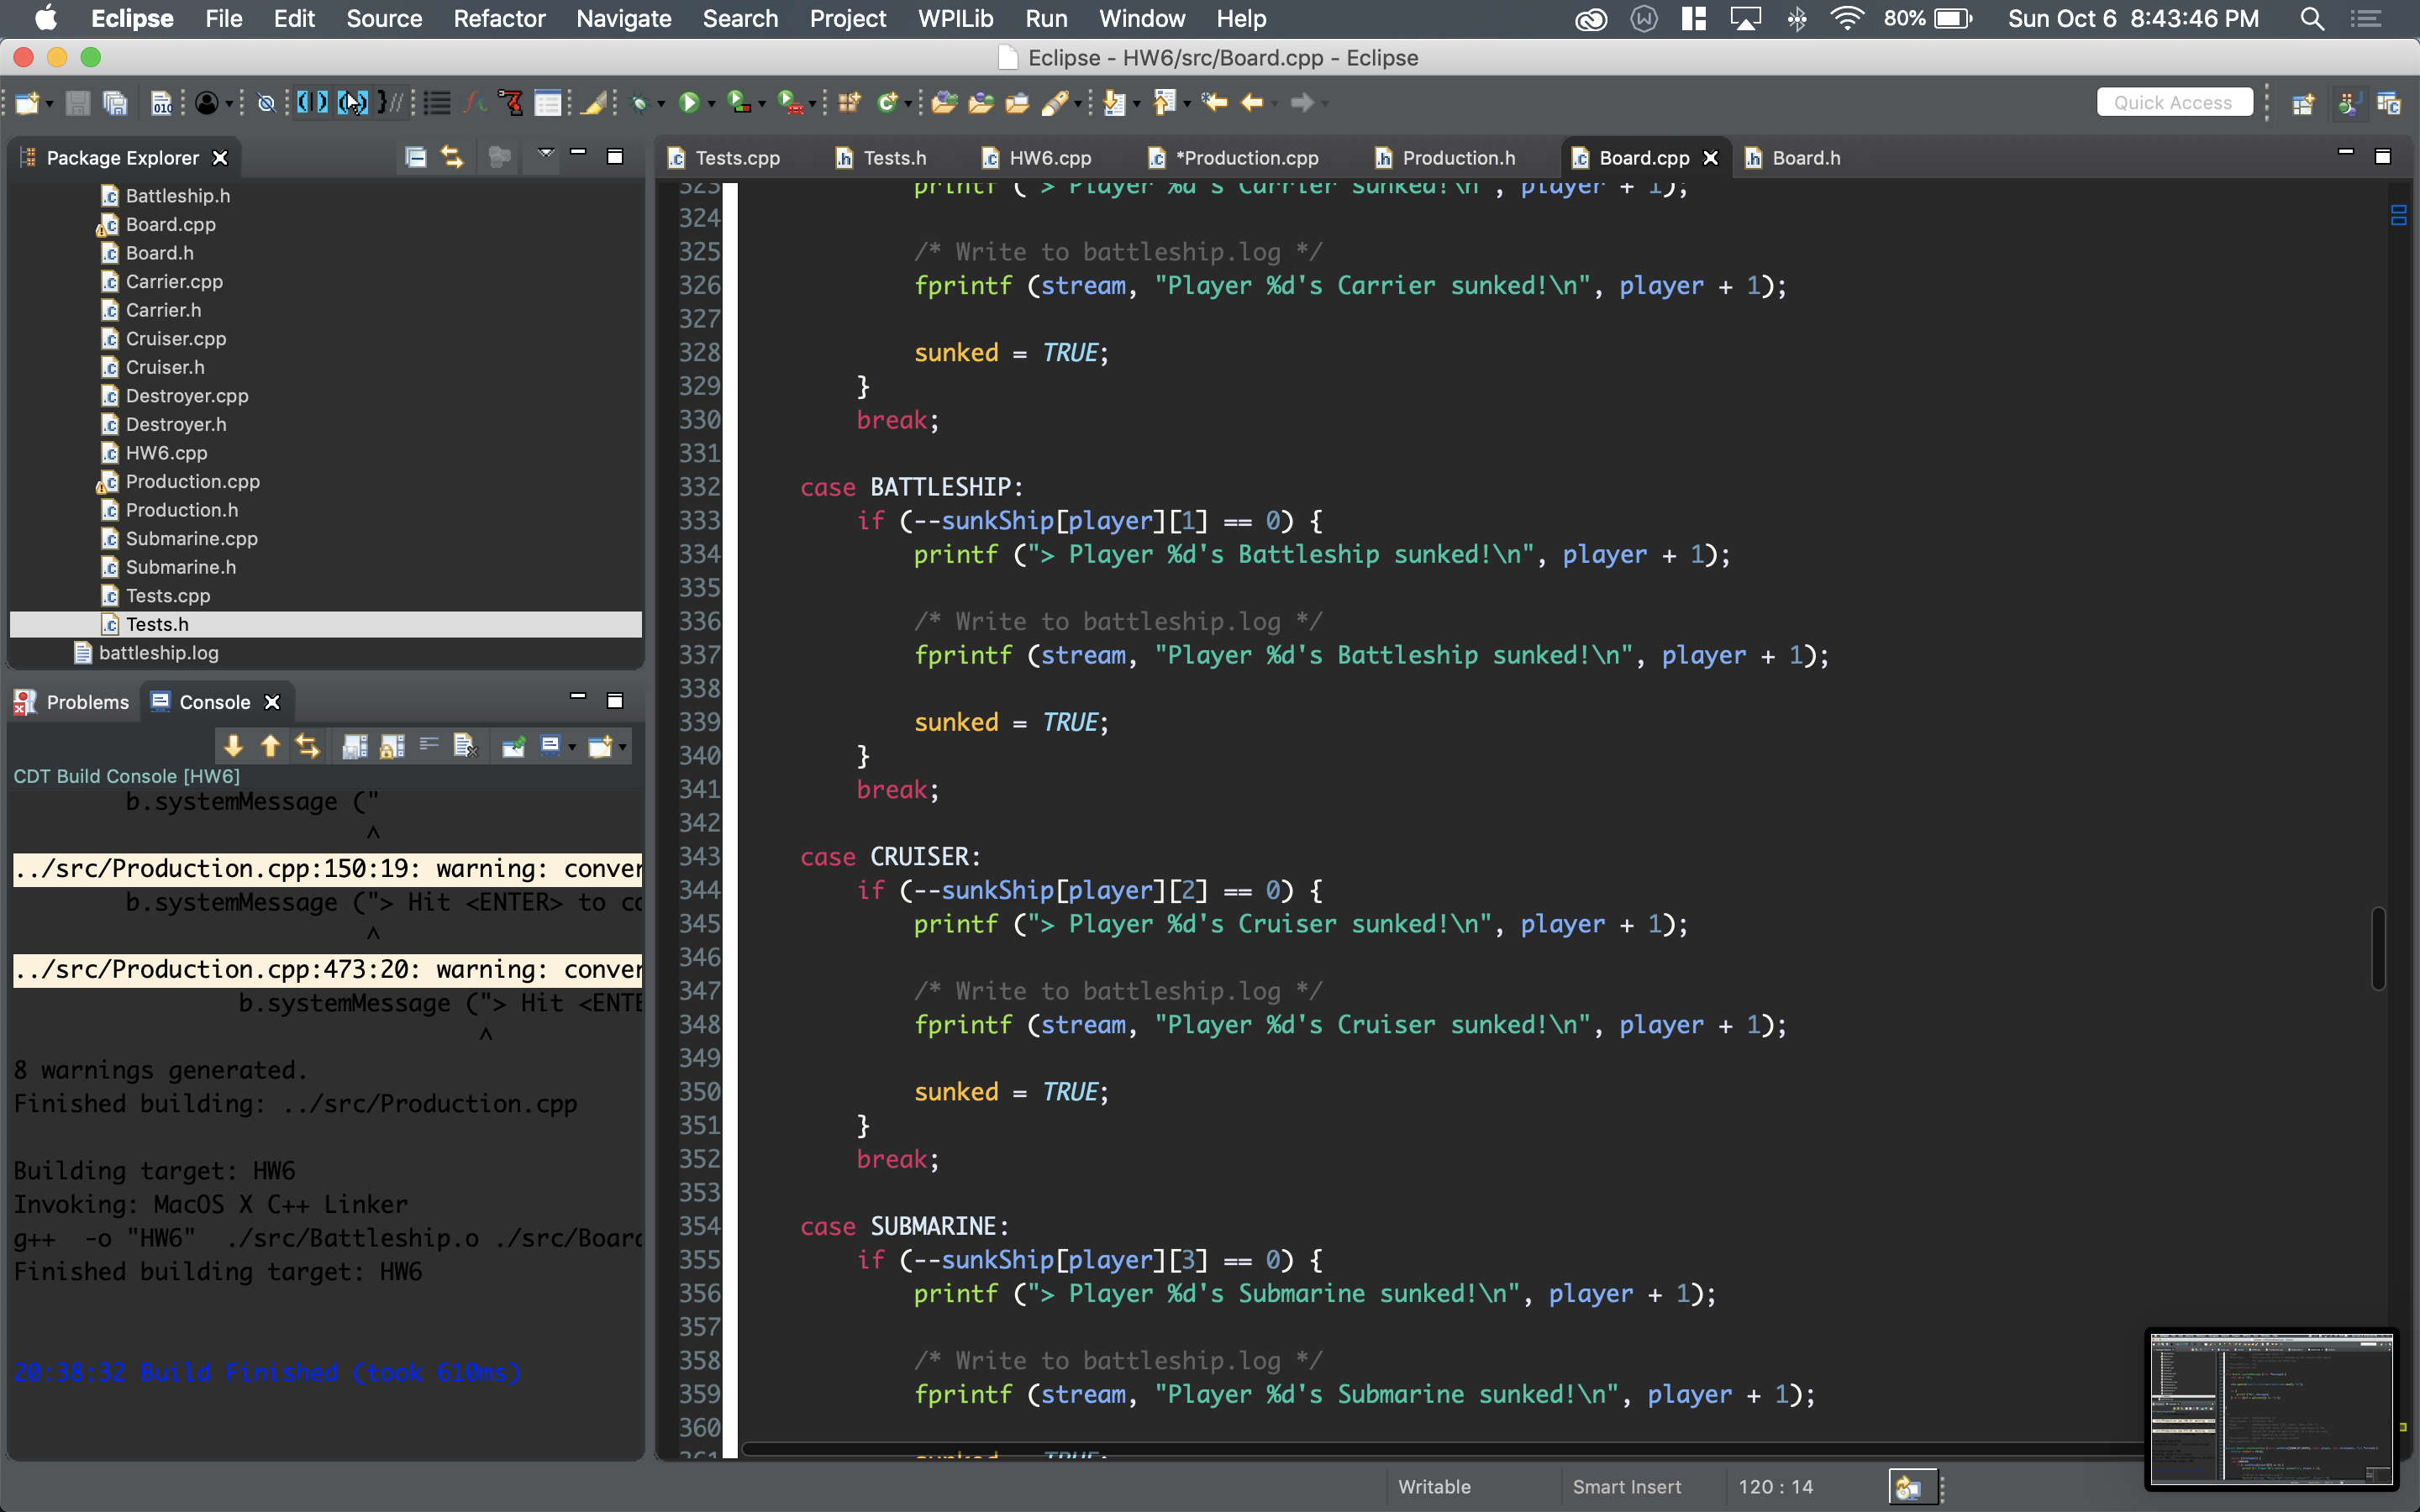 Eclipse File Edit Source Refactor Navigate Search Project WPILib Run Window Help 80% Sun Oct 6 8:43:46 PM
Eclipse - HW6/src/Board.cpp - Eclipse
Quick Access
Package Explorer
Battleship.h
Board.cpp
Board.h
Carrier.cpp
Carrier.h
Cruiser.cpp
Cruiser.h
Destroyer.cpp
Destroyer.h
HW6.cpp
Production.cpp
Production.h
Submarine.cpp
Submarine.h
Tests.cpp
Tests.h
battleship.log
Problems Console
CDT Build Console [HW6]
b.systemMessage ("
^
../src/Production.cpp:150:19: warning: conver
b.systemMessage ("> Hit <ENTER> to co
^
../src/Production.cpp:473:20: warning: conver
b.systemMessage ("> Hit <ENTE
^
8 warnings generated.
Finished building: ../src/Production.cpp
Building target: HW6
Invoking: MacOS X C++ Linker
g++ -o "HW6" ./src/Battleship.o ./src/Board
Finished building target: HW6
20:38:32 Build Finished (took 610ms)
Tests.cpp Tests.h HW6.cpp *Production.cpp Production.h Board.cpp Board.h
323 printf ("> Player %d's Carrier sunked!\n", player + 1);
324
325 /* Write to battleship.log */
326 fprintf (stream, "Player %d's Carrier sunked!\n", player + 1);
327
328 sunked = TRUE;
329 }
330 break;
331
332 case BATTLESHIP:
333 if (--sunkShip[player][1] == 0) {
334 printf ("> Player %d's Battleship sunked!\n", player + 1);
335
336 /* Write to battleship.log */
337 fprintf (stream, "Player %d's Battleship sunked!\n", player + 1);
338
339 sunked = TRUE;
340 }
341 break;
342
343 case CRUISER:
344 if (--sunkShip[player][2] == 0) {
345 printf ("> Player %d's Cruiser sunked!\n", player + 1);
346
347 /* Write to battleship.log */
348 fprintf (stream, "Player %d's Cruiser sunked!\n", player + 1);
349
350 sunked = TRUE;
351 }
352 break;
353
354 case SUBMARINE:
355 if (--sunkShip[player][3] == 0) {
356 printf ("> Player %d's Submarine sunked!\n", player + 1);
357
358 /* Write to battleship.log */
359 fprintf (stream, "Player %d's Submarine sunked!\n", player + 1);
360
361 sunked = TRUE;
Writable Smart Insert 120 : 14